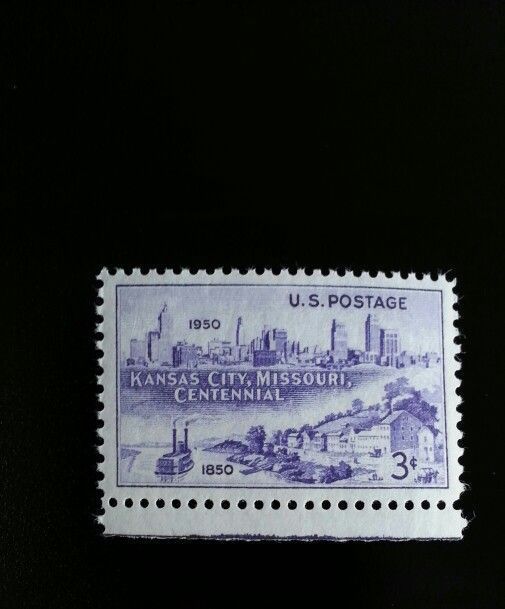 U.S. POSTAGE
1950
KANSAS CITY, MISSOURI,
CENTENNIAL
1850
3¢